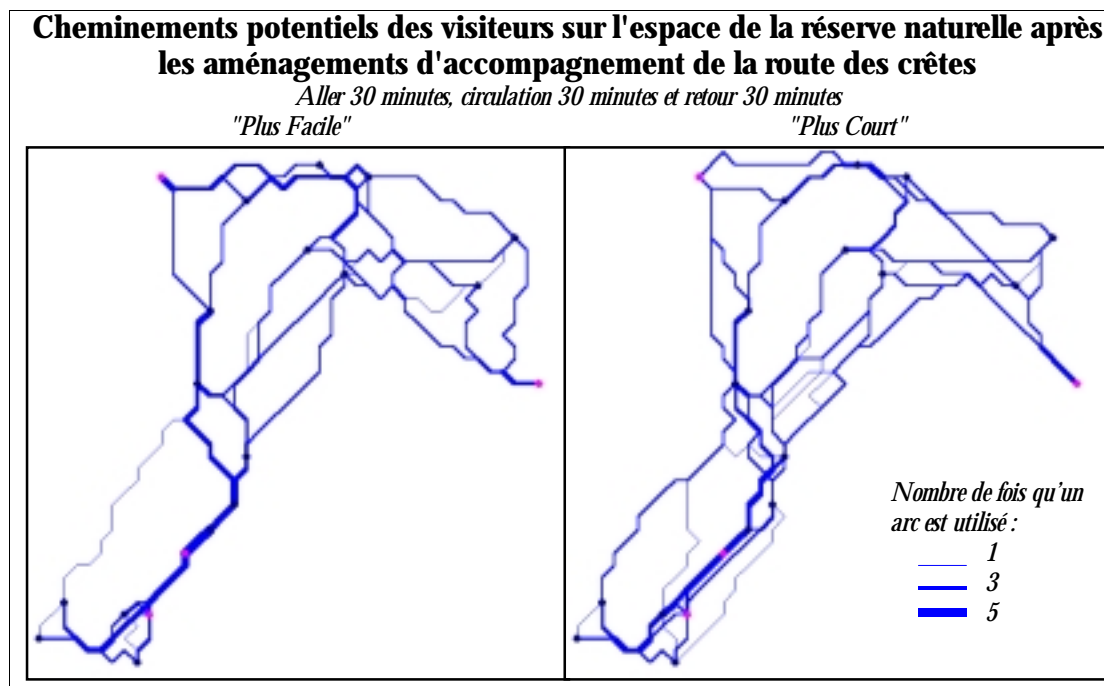 Cheminements potentiels des visiteurs sur l'espace de la réserve naturelle après
les aménagements d'accompagnement de la route des crêtes
Aller 30 minutes, circulation 30 minutes et retour 30 minutes
"Plus Facile"
"Plus Court"
Nombre de fois qu'un
arc est utilisé :
1
3
5